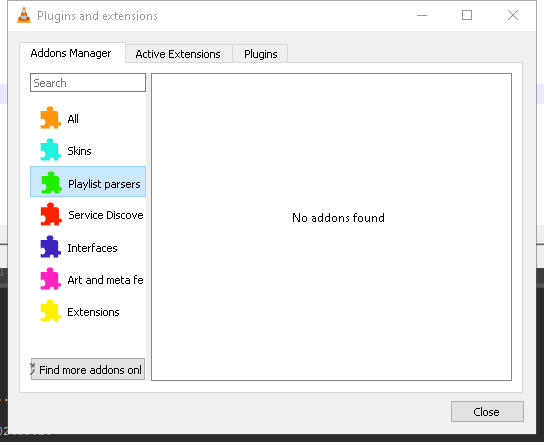 Plugins and extensions
Addons Manager
Active Extensions
Plugins
Search
All
Skins
Playlist parsers
Service Discove
Interfaces
Art and meta fe
Extensions
No addons found
Find more addons onl
Close